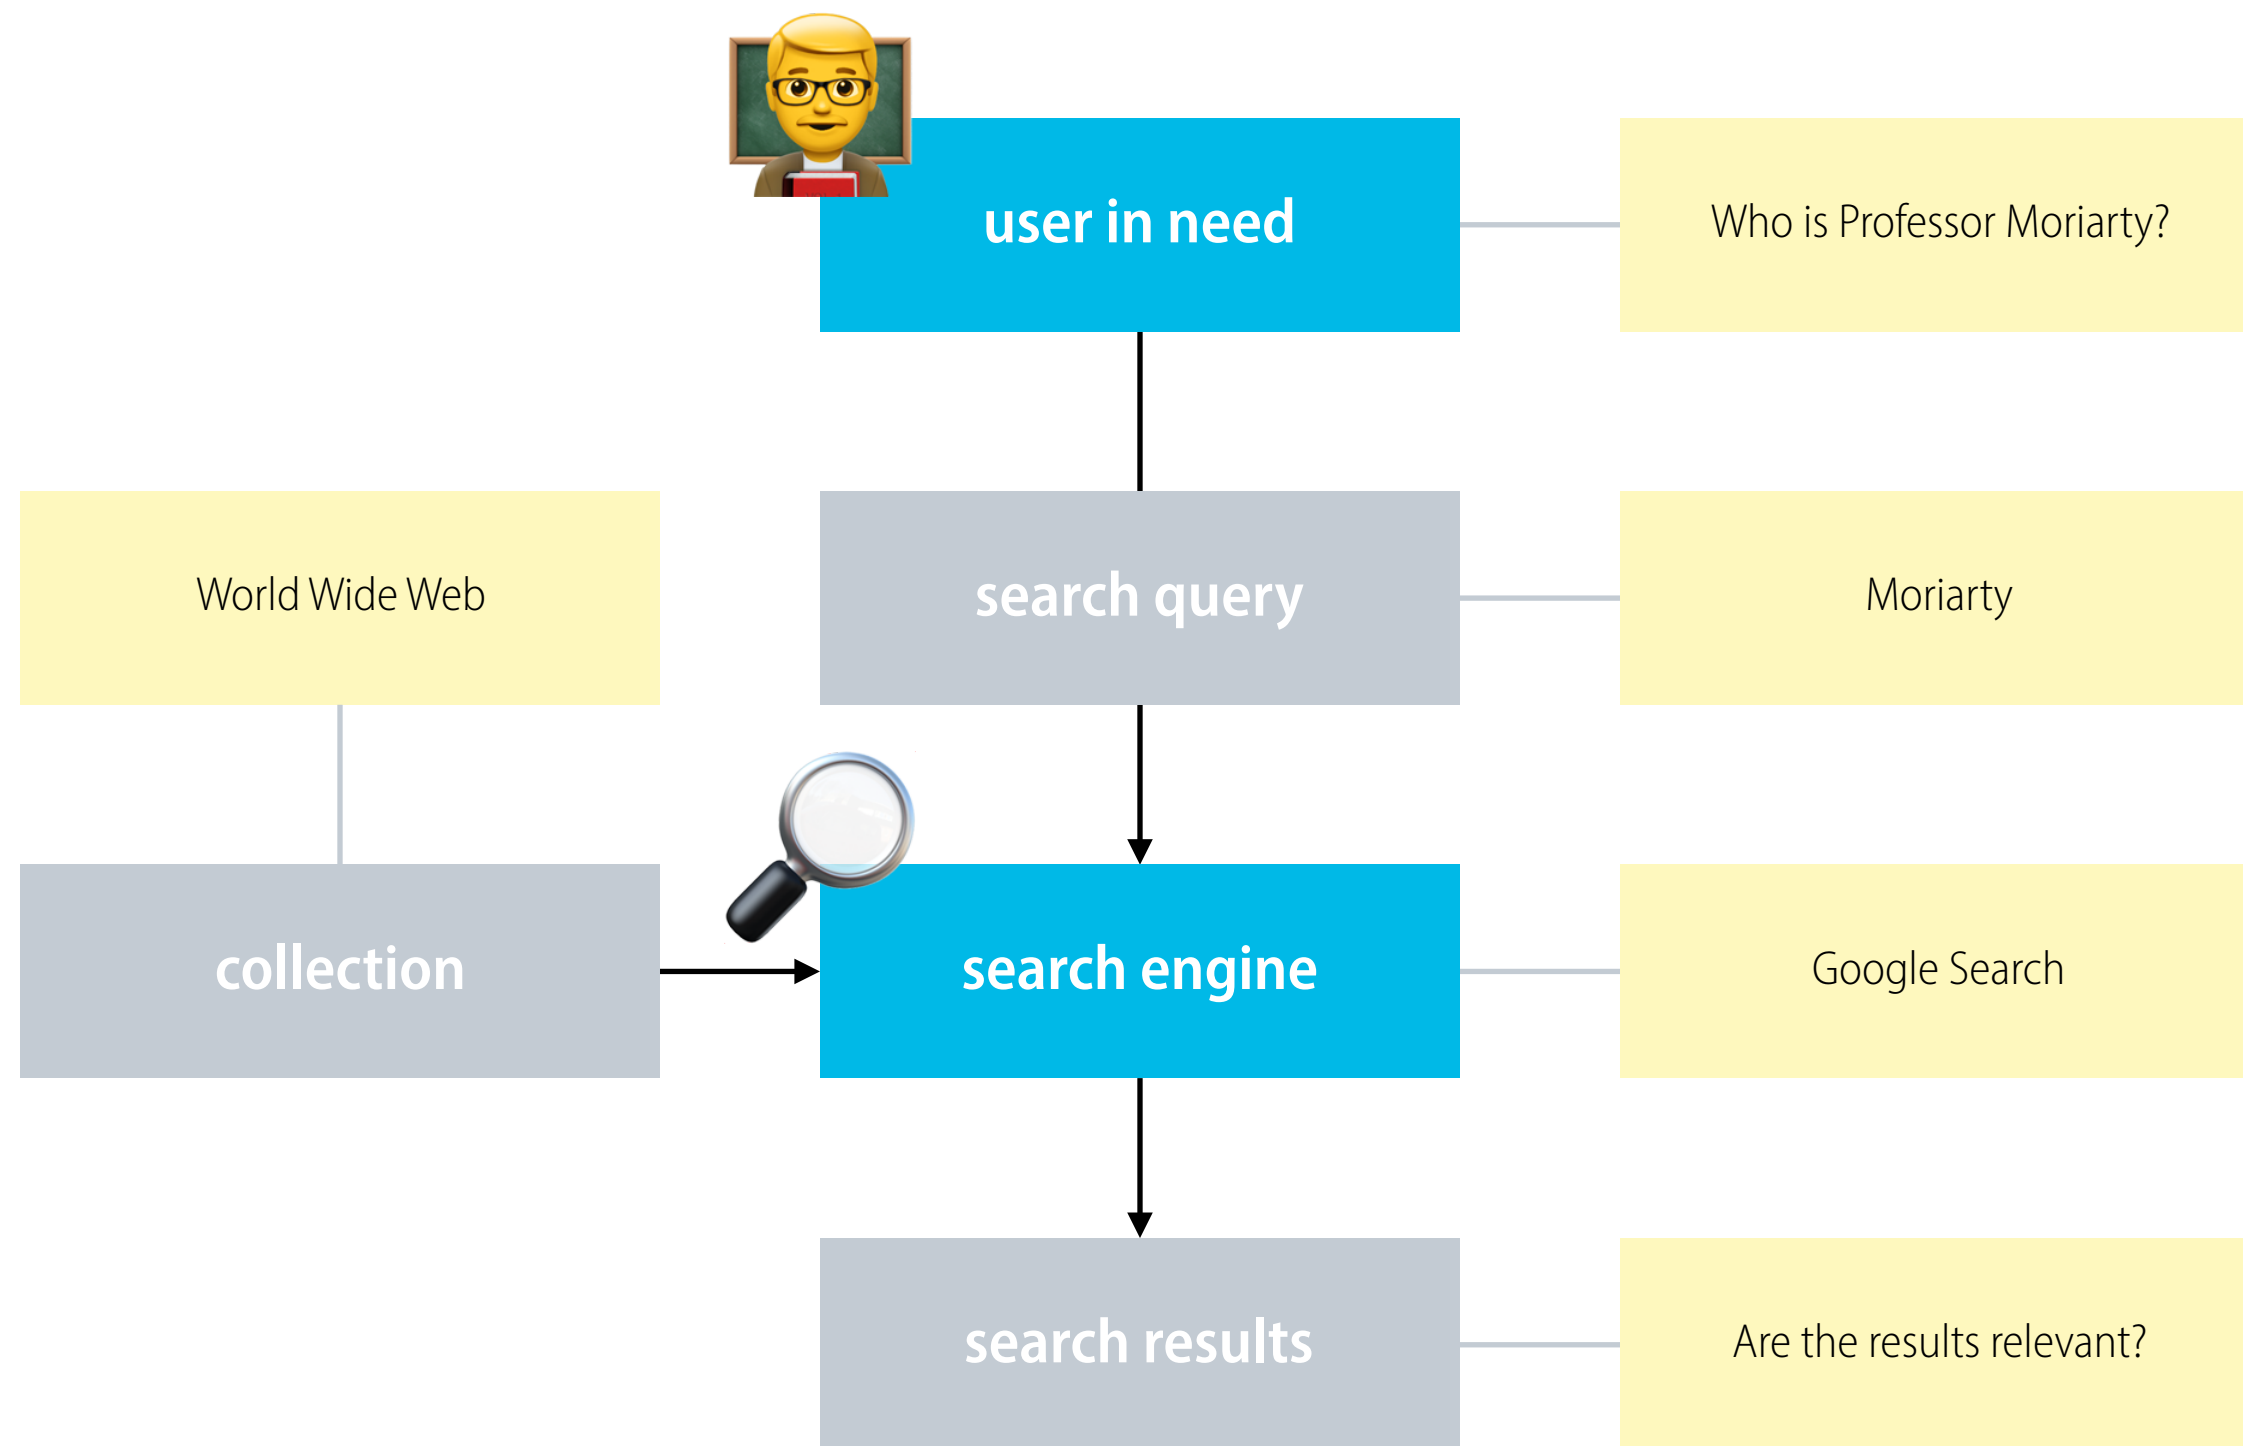 user in need
Who is Professor Moriarty?
World Wide Web
search query
Moriarty
collection
search engine
Google Search
search results
Are the results relevant?